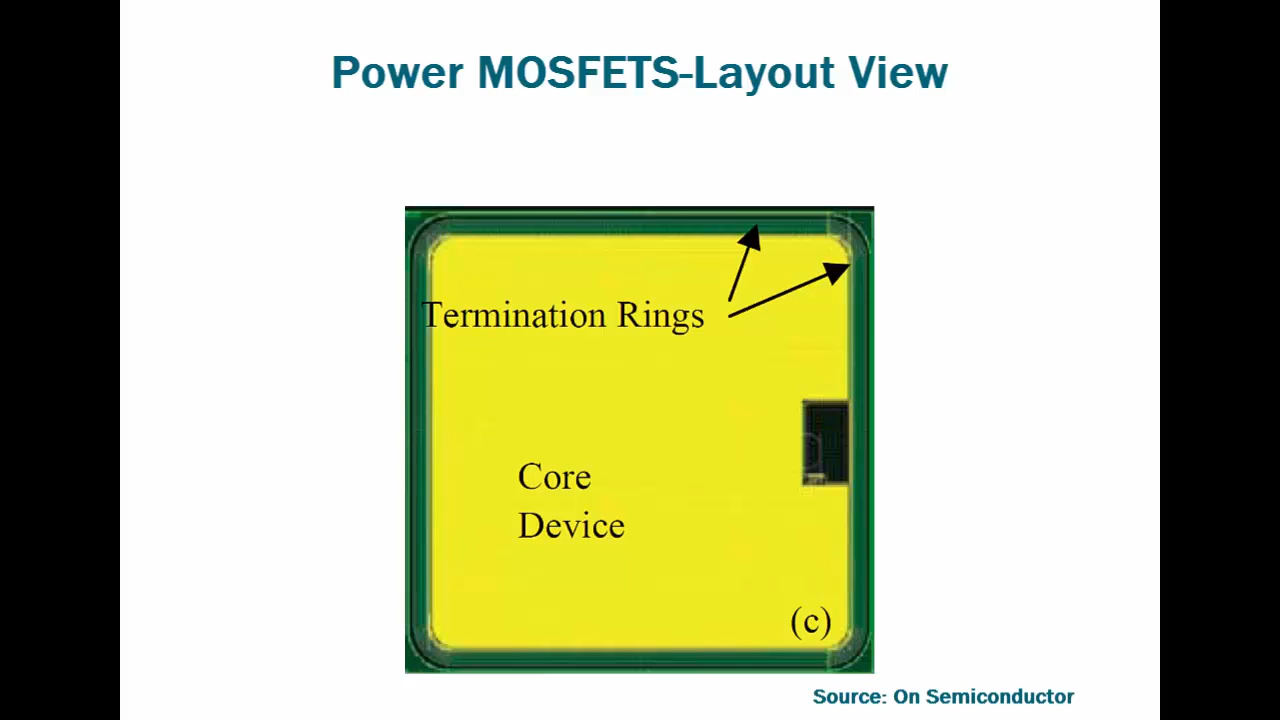 Power MOSFETS-Layout View
Termination Rings
Core
Device
(c)
Source: On Semiconductor